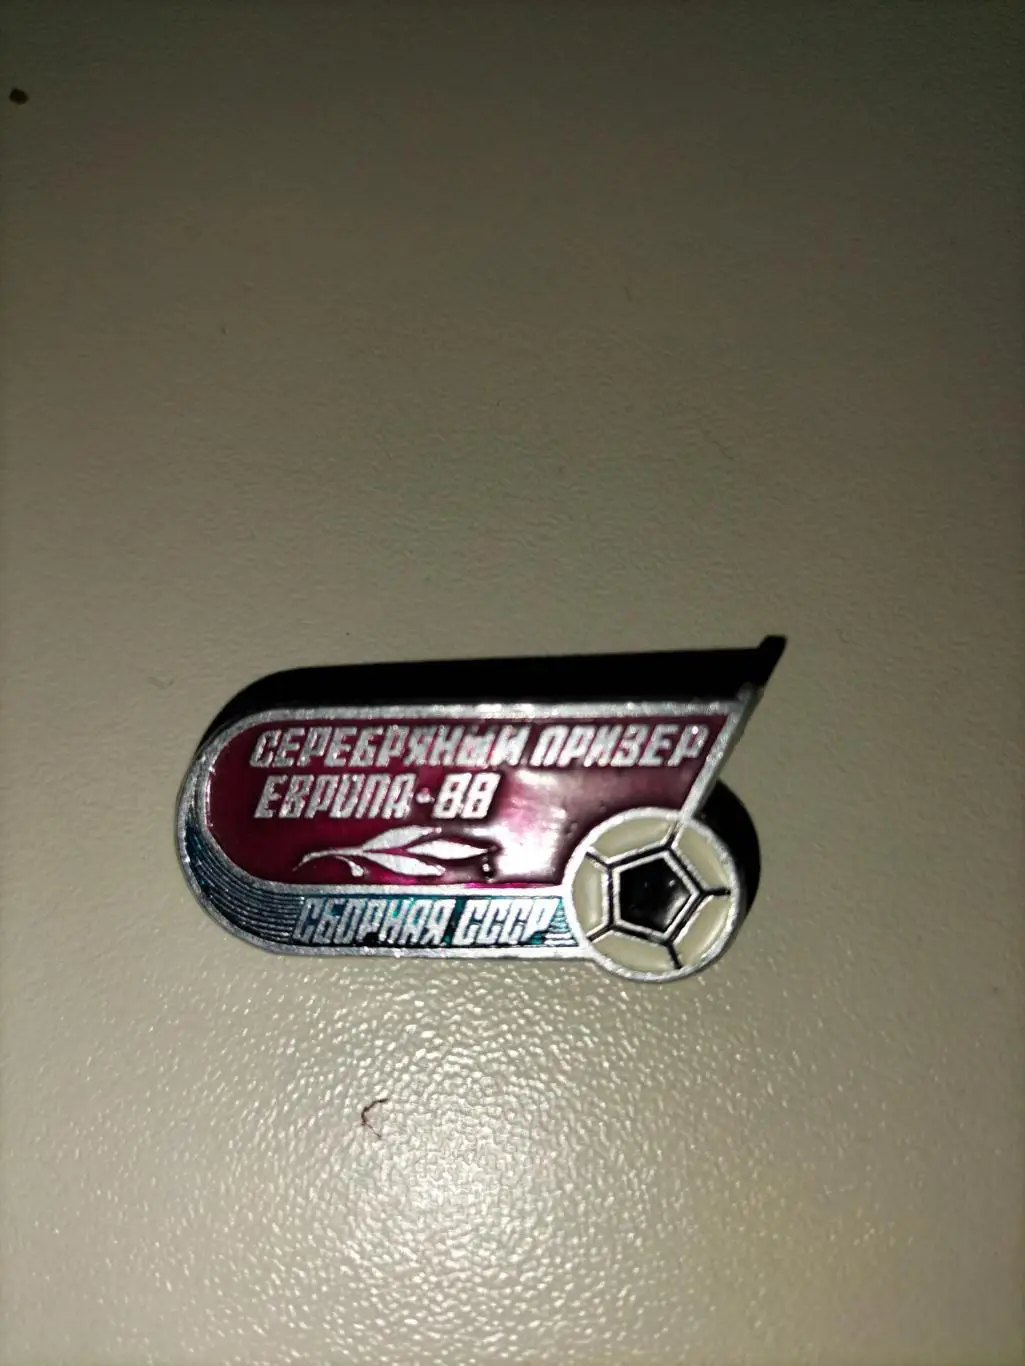 СЕРЕБРЯНЫЙ ПРИЗЕР
ЕВРОПА-88
СБОРНАЯ СССР